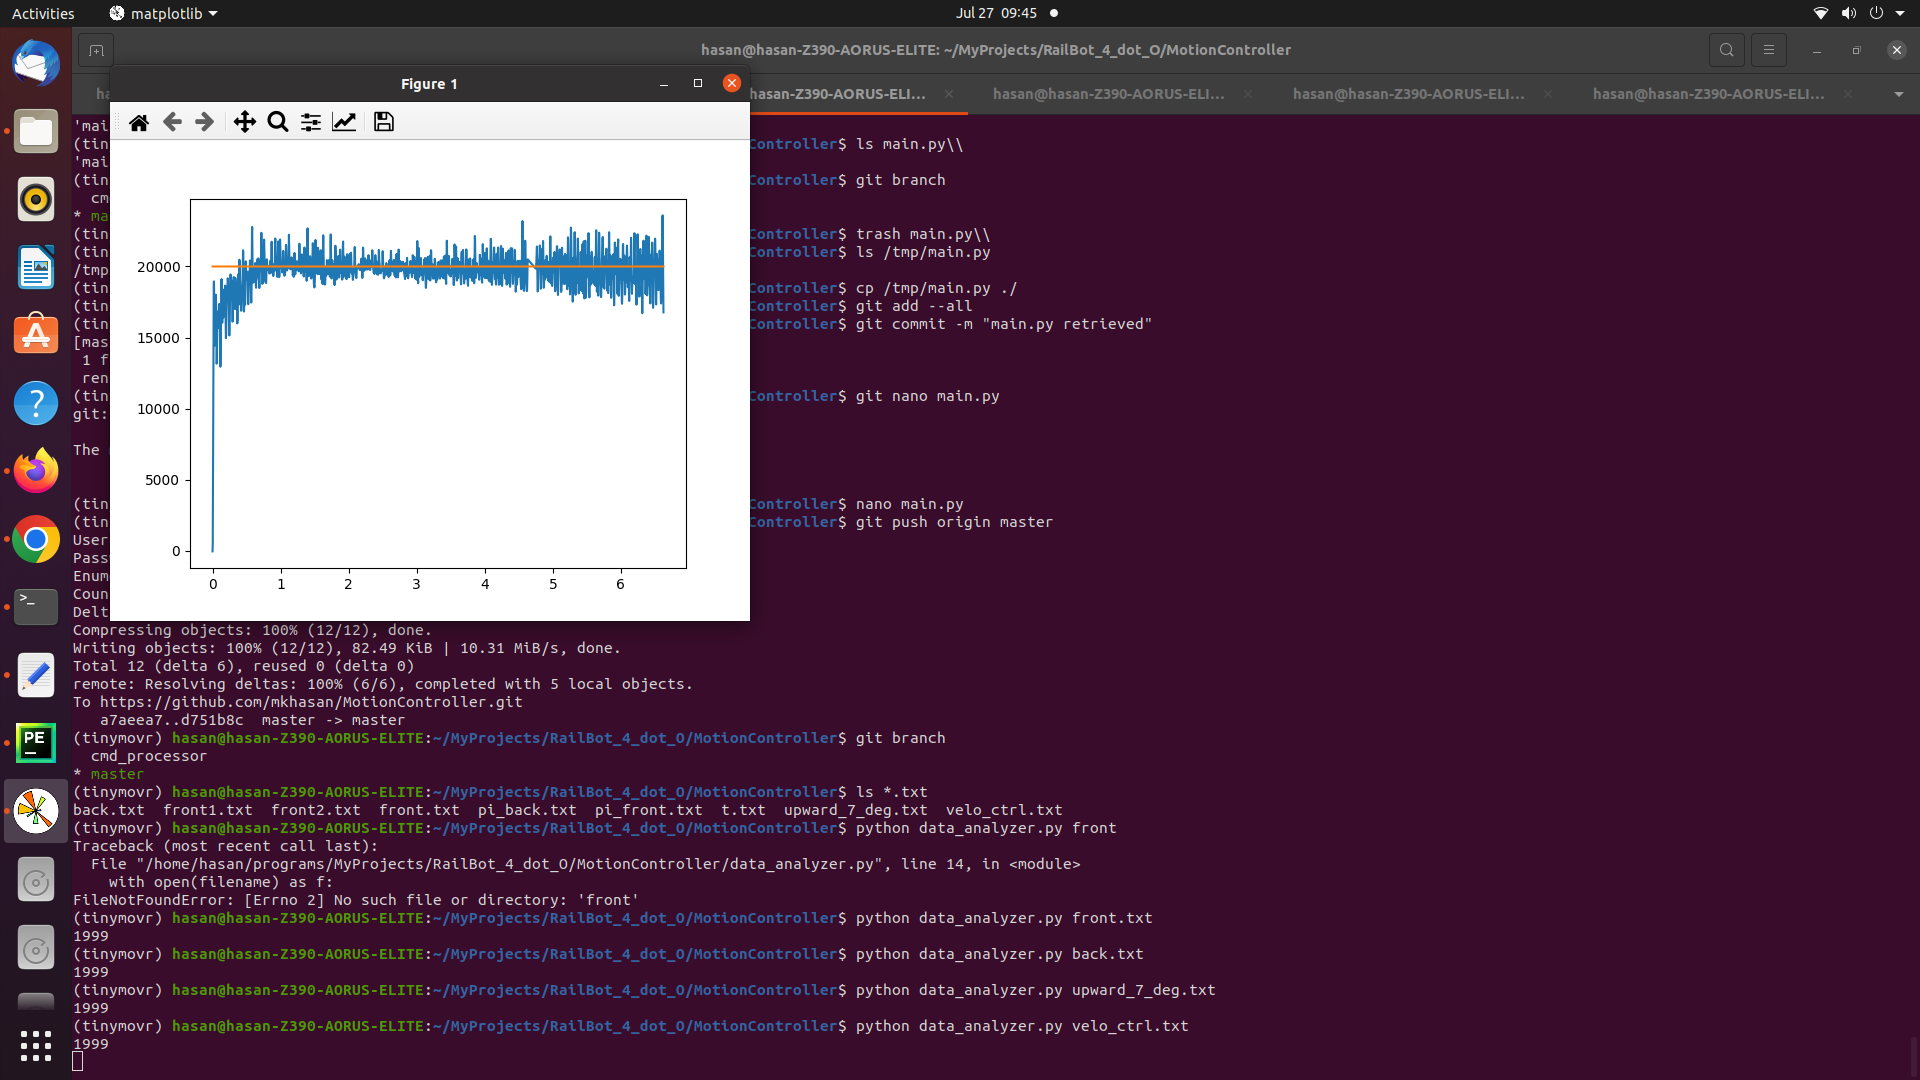 Activities
matplotlib
Jul 27 09:45
hasan@hasan-Z390-AORUS-ELITE: ~/MyProjects/RailBot_4_dot_O/MotionController
ha
hasan-Z390-AORUS-ELI...
hasan@hasan-Z390-AORUS-ELI...
hasan@hasan-Z390-AORUS-ELI...
hasan@hasan-Z390-AORUS-ELI...
Figure 1
20000
15000
10000
5000
0
0 1 2 3 4 5 6
'mai
(tin Controller$ ls main.py\\
'mai
(tin Controller$ git branch
cm
* ma
(tin Controller$ trash main.py\\
(tin Controller$ ls /tmp/main.py
/tmp
(tin Controller$ cp /tmp/main.py ./
(tin Controller$ git add --all
(tin Controller$ git commit -m "main.py retrieved"
[mas
1 f
ren
(tin Controller$ git nano main.py
git:
The
(tin Controller$ nano main.py
(tin Controller$ git push origin master
User
Pass
Enum
Coun
Delt
Compressing objects: 100% (12/12), done.
Writing objects: 100% (12/12), 82.49 KiB | 10.31 MiB/s, done.
Total 12 (delta 6), reused 0 (delta 0)
remote: Resolving deltas: 100% (6/6), completed with 5 local objects.
To https://github.com/mkhasan/MotionController.git
a7aeea7..d751b8c master -> master
(tinymovr) hasan@hasan-Z390-AORUS-ELITE:~/MyProjects/RailBot_4_dot_O/MotionController$ git branch
cmd_processor
* master
(tinymovr) hasan@hasan-Z390-AORUS-ELITE:~/MyProjects/RailBot_4_dot_O/MotionController$ ls *.txt
back.txt front1.txt front2.txt front.txt pi_back.txt pi_front.txt t.txt upward_7_deg.txt velo_ctrl.txt
(tinymovr) hasan@hasan-Z390-AORUS-ELITE:~/MyProjects/RailBot_4_dot_O/MotionController$ python data_analyzer.py front
Traceback (most recent call last):
File "/home/hasan/programs/MyProjects/RailBot_4_dot_O/MotionController/data_analyzer.py", line 14, in <module>
with open(filename) as f:
FileNotFoundError: [Errno 2] No such file or directory: 'front'
(tinymovr) hasan@hasan-Z390-AORUS-ELITE:~/MyProjects/RailBot_4_dot_O/MotionController$ python data_analyzer.py front.txt
1999
(tinymovr) hasan@hasan-Z390-AORUS-ELITE:~/MyProjects/RailBot_4_dot_O/MotionController$ python data_analyzer.py back.txt
1999
(tinymovr) hasan@hasan-Z390-AORUS-ELITE:~/MyProjects/RailBot_4_dot_O/MotionController$ python data_analyzer.py upward_7_deg.txt
1999
(tinymovr) hasan@hasan-Z390-AORUS-ELITE:~/MyProjects/RailBot_4_dot_O/MotionController$ python data_analyzer.py velo_ctrl.txt
1999
PE